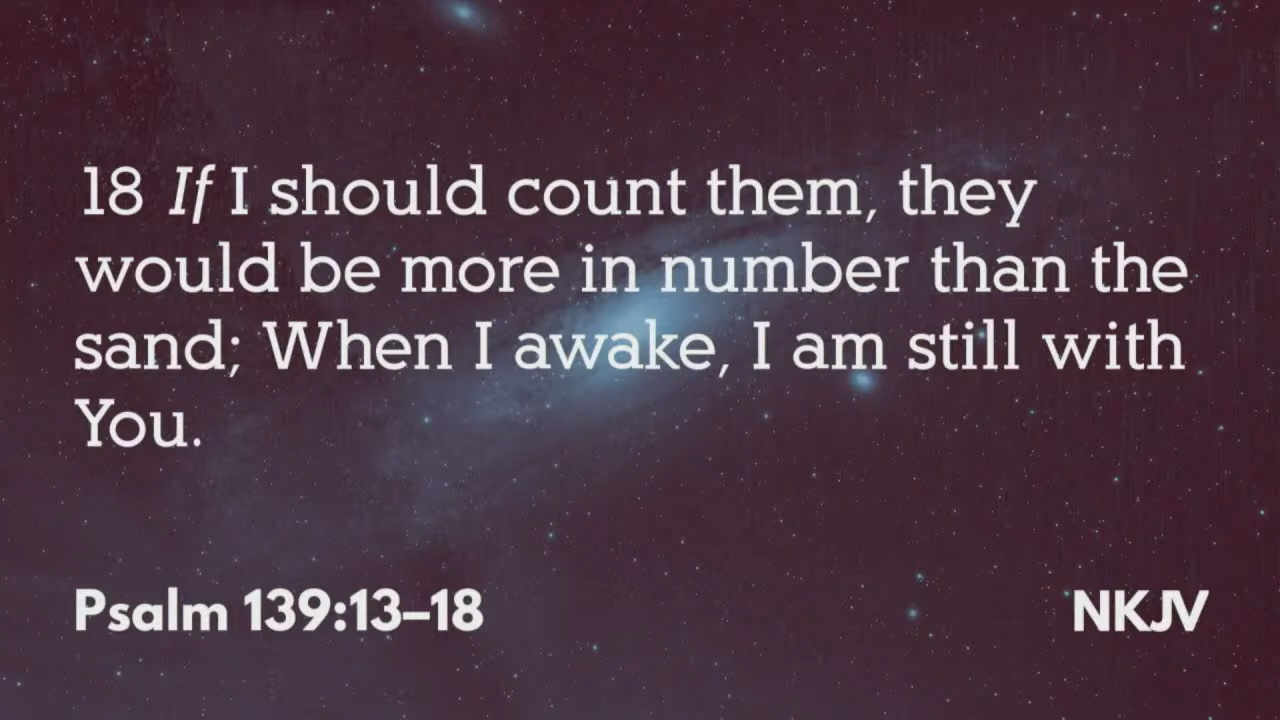 18 If I should count them, they
would be more in number than the
sand; When I awake, I am still with
You.
Psalm 139:13–18
NKJV